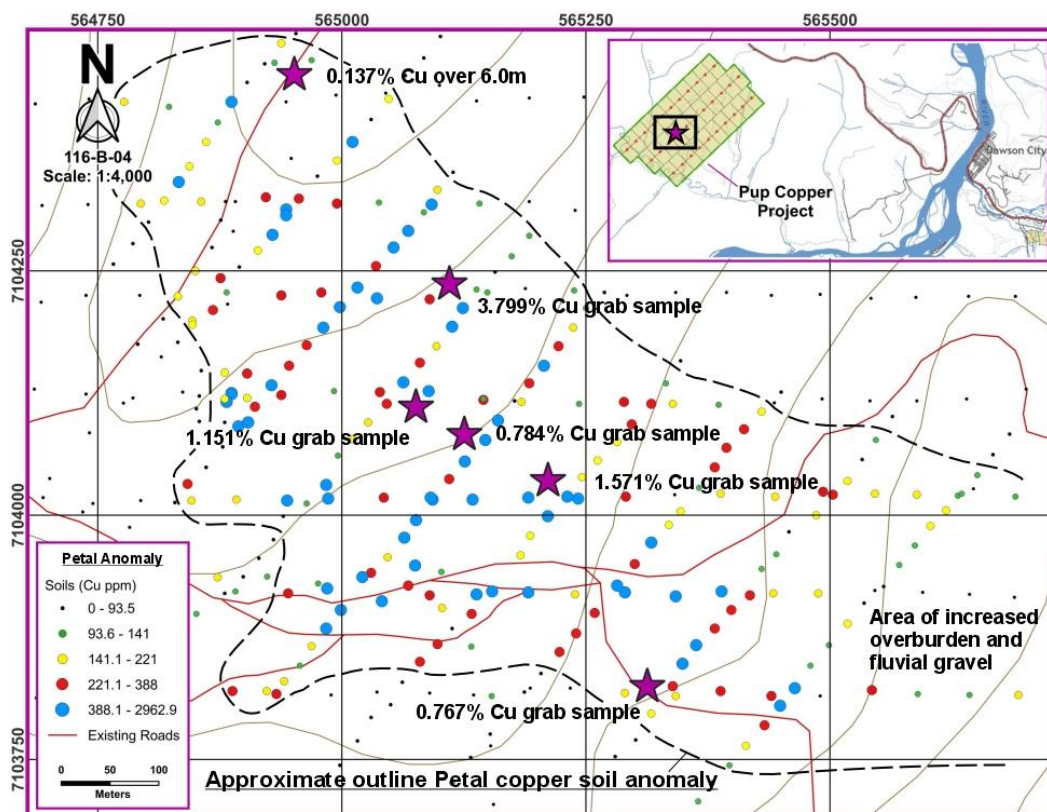 564750 565000 565250 565500
N
116-B-04
Scale: 1:4,000
0.137% Cu over 6.0m
RIVER
Dawson City
Pup Copper
Project
7104250
3.799% Cu grab sample
1.151% Cu grab sample
0.784% Cu grab sample
1.571% Cu grab sample
7104000
Petal Anomaly
Soils (Cu ppm)
0 - 93.5
93.6 - 141
141.1 - 221
221.1 - 388
388.1 - 2962.9
Existing Roads
0 50 100
Meters
Area of increased
overburden and
fluvial gravel
0.767% Cu grab sample
7103750
Approximate outline Petal copper soil anomaly